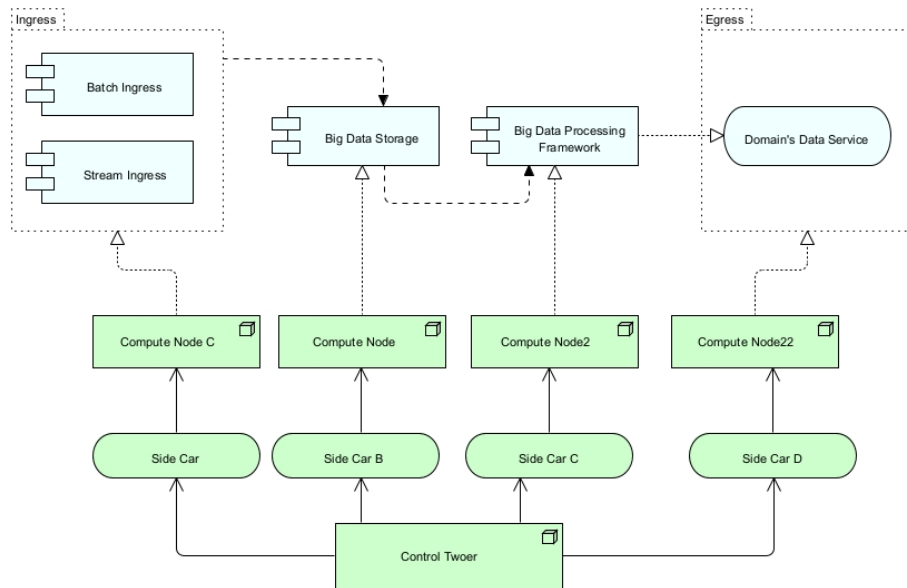 Ingress
Egress
Batch Ingress
Stream Ingress
Big Data Storage
Big Data Processing
Framework
Domain's Data Service
Compute Node C
Compute Node
Compute Node2
Compute Node22
Side Car
Side Car B
Side Car C
Side Car D
Control Twoer